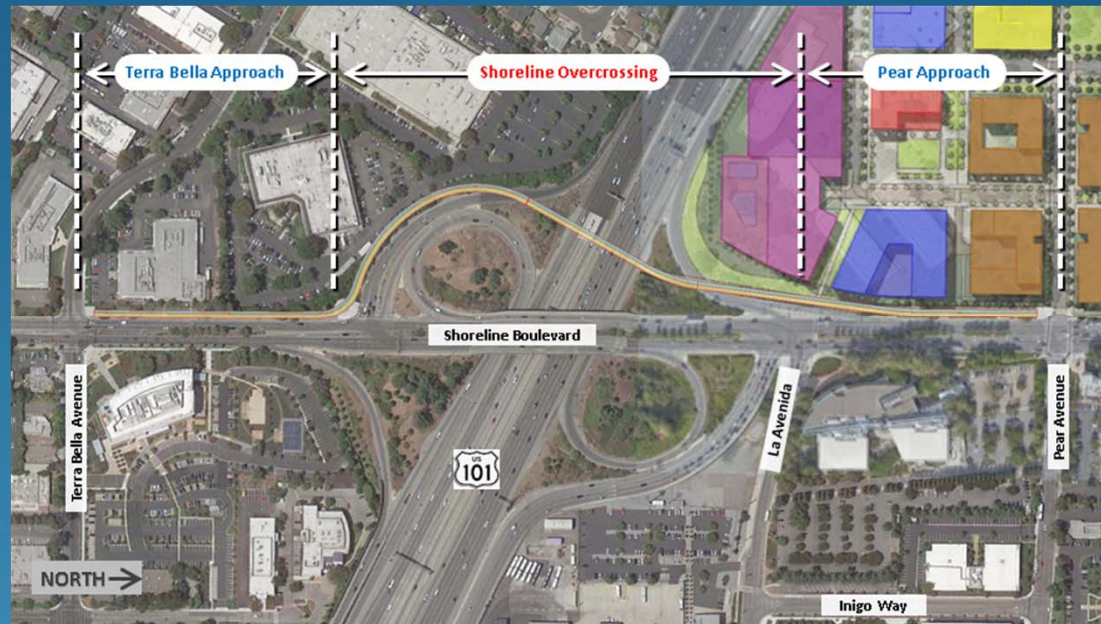 Terra Bella Approach
Shoreline Overcrossing
Pear Approach
Shoreline Boulevard
Terra Bella Avenue
US
101
La Avenida
Pear Avenue
NORTH
Inigo Way